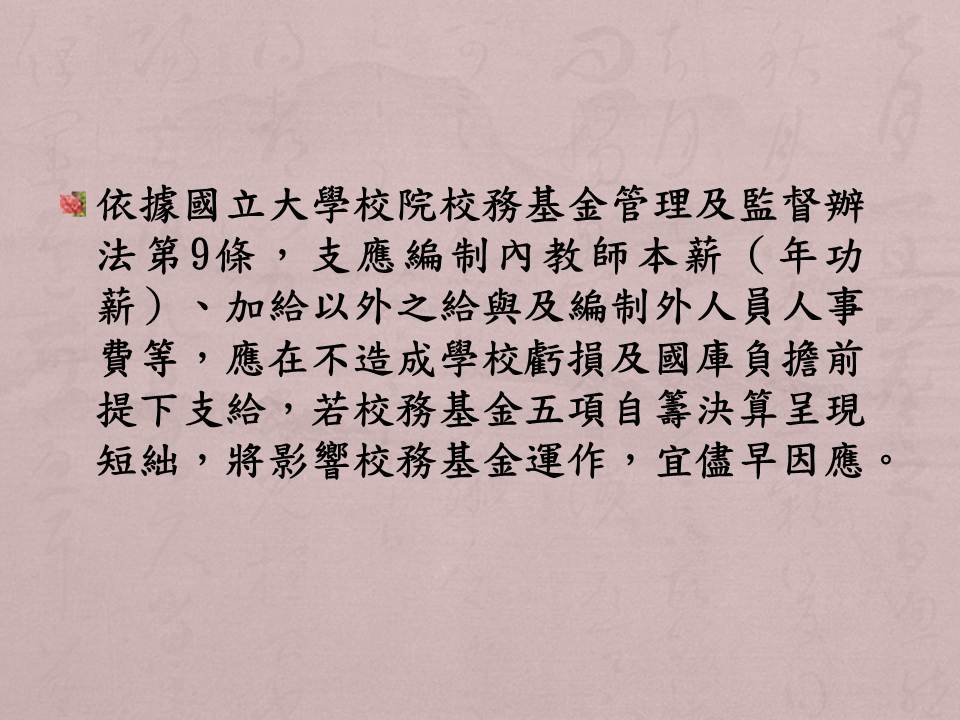 依據國立大學校院校務基金管理及監督辦
法第9條，支應編制內教師本薪（年功
薪）、加給以外之給與及編制外人員人事
費等，應在不造成學校虧損及國庫負擔前
提下支給，若校務基金五項自籌決算呈現
短絀，將影響校務基金運作，宜儘早因應。